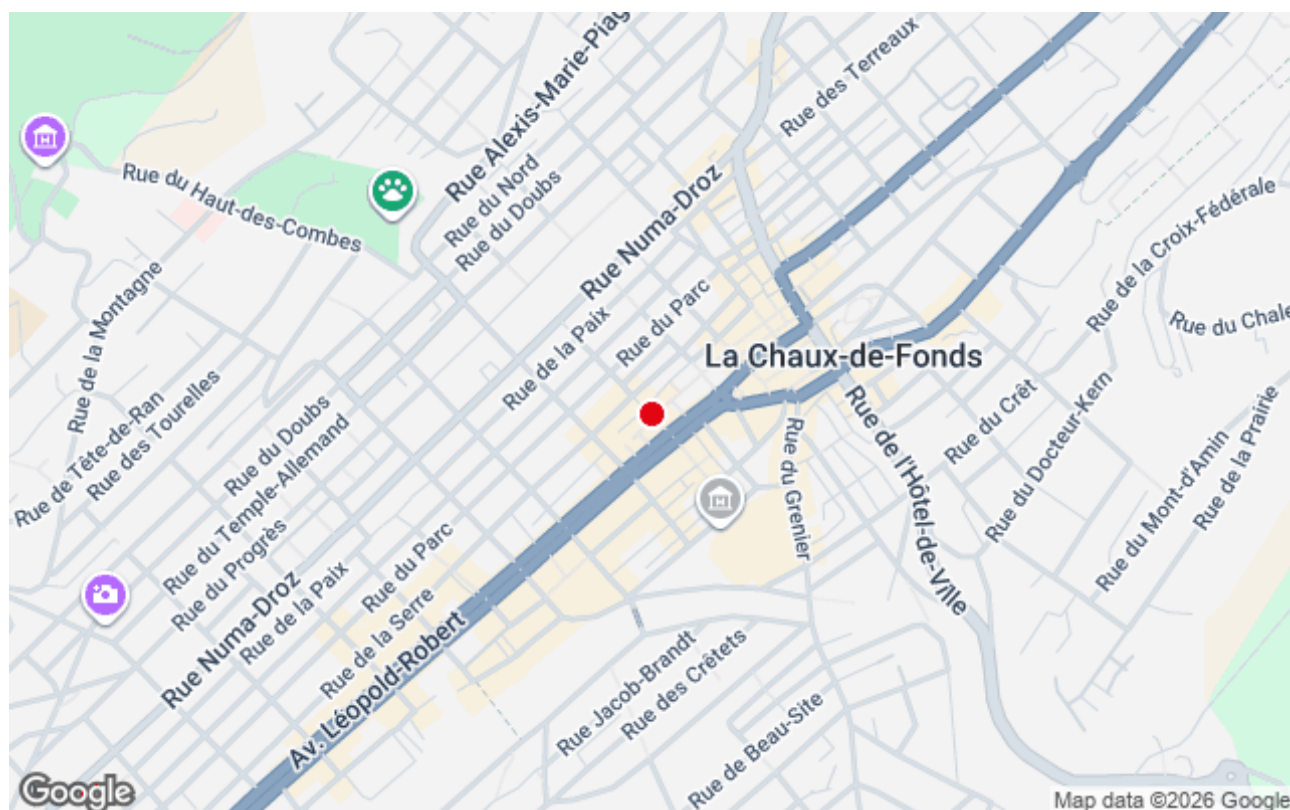 Rue Alexis-Marie-Piag
Rue des Terreaux
Rue du Haut-des-Combes
Rue du Nord
Rue du Doubs
Rue Numa-Droz
Rue de la Croix-Fédérale
Rue du Chale
Rue de la Montagne
Rue de la Paix
Rue du Parc
La Chaux-de-Fonds
Rue de Tête-de-Ran
Rue des Tourelles
Rue du Doubs
Rue du Temple-Allemand
Rue du Progrès
Rue Numa-Droz
Rue de la Paix
Rue du Parc
Rue de la Serre
Av. Léopold-Robert
Rue du Grenier
Rue de l'Hôtel-de-Ville
Rue du Crêt
Rue du Docteur-Kern
Rue du Mont-d'Amin
Rue de la Prairie
Rue Jacob-Brandt
Rue des Crêtets
Rue de Beau-Site
Google
Map data ©2026 Google